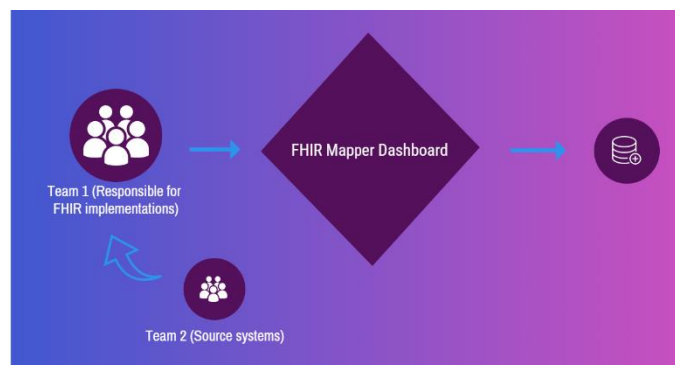 FHIR Mapper Dashboard
Team 1 (Responsible for
FHIR implementations)
Team 2 (Source systems)